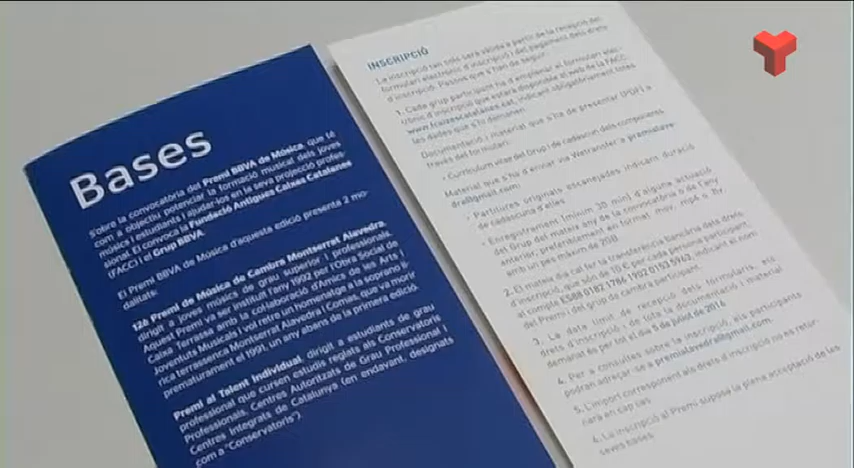 Bases
S'obre la convocatòria del Premi BBVA de Música, que té
com a objectiu potenciar la formació musical dels joves
músics i estudiants i ajudar-los en la seva projecció profes-
sional. El convoca la Fundació Antigues Caixes Catalanes
(FACC) i el Grup BBVA.
El Premi BBVA de Música d'aquesta edició presenta 2 mo-
dalitats:
12è Premi de Música de Cambra Montserrat Alavedra,
dirigit a joves músics de grau superior i professionals.
Aquest Premi va ser instituït l'any 1992 per l'Obra Social de
Caixa Terrassa amb la col·laboració d'Amics de les Arts i
Joventuts Musicals i vol retre un homenatge a la soprano lí-
rica terrassenca Montserrat Alavedra i Comas, que va morir
prematurament el 1991, un any abans de la primera edició.
Premi al Talent Individual, dirigit a estudiants de grau
professional que cursen estudis reglats als Conservatoris
Professionals, Centres Autoritzats de Grau Professional i
Centres Integrats de Catalunya (en endavant, designats
com a "Conservatoris").
INSCRIPCIÓ
La inscripció tan sols serà vàlida a partir de la recepció del
formulari electrònic d'inscripció i del pagament dels drets
d'inscripció. Passos que s'han de seguir:
1. Cada grup participant ha d'emplenar el formulari elec-
trònic d'inscripció que estarà disponible al web de la FACC,
www.fcaixescatalanes.cat, indicant obligatòriament totes
les dades que s'hi demanen.
Documentació i material que s'ha de presentar (PDF) a
través del formulari:
• Currículum vitae del Grup i de cadascun dels components.
Material que s'ha d'enviar via Wetransfer a premialave-
dra@gmail.com:
• Partitures originals escanejades indicant duració
de cadascuna d'elles.
• Enregistrament (mínim 30 min) d'alguna actuació
del Grup del mateix any de la convocatòria o de l'any
anterior, preferentment en format .mov, .mp4 o .flv,
amb un pes màxim de 2GB.
2. El mateix dia cal fer la transferència bancària dels drets
d'inscripció, que són de 10 € per cada persona participant,
al compte ES88 0182 1786 1902 0153 5963, indicant el nom
del Premi i del grup de cambra participant.
3. La data límit de recepció dels formularis, els
drets d'inscripció i de tota la documentació i material
demanat és per tot el dia 5 de juliol de 2016.
4. Per a consultes sobre la inscripció, els participants
podran adreçar-se a premialavedra@gmail.com.
5. L'import corresponent als drets d'inscripció no es retor-
narà en cap cas.
6. La inscripció al Premi suposa la plena acceptació de les
seves bases.